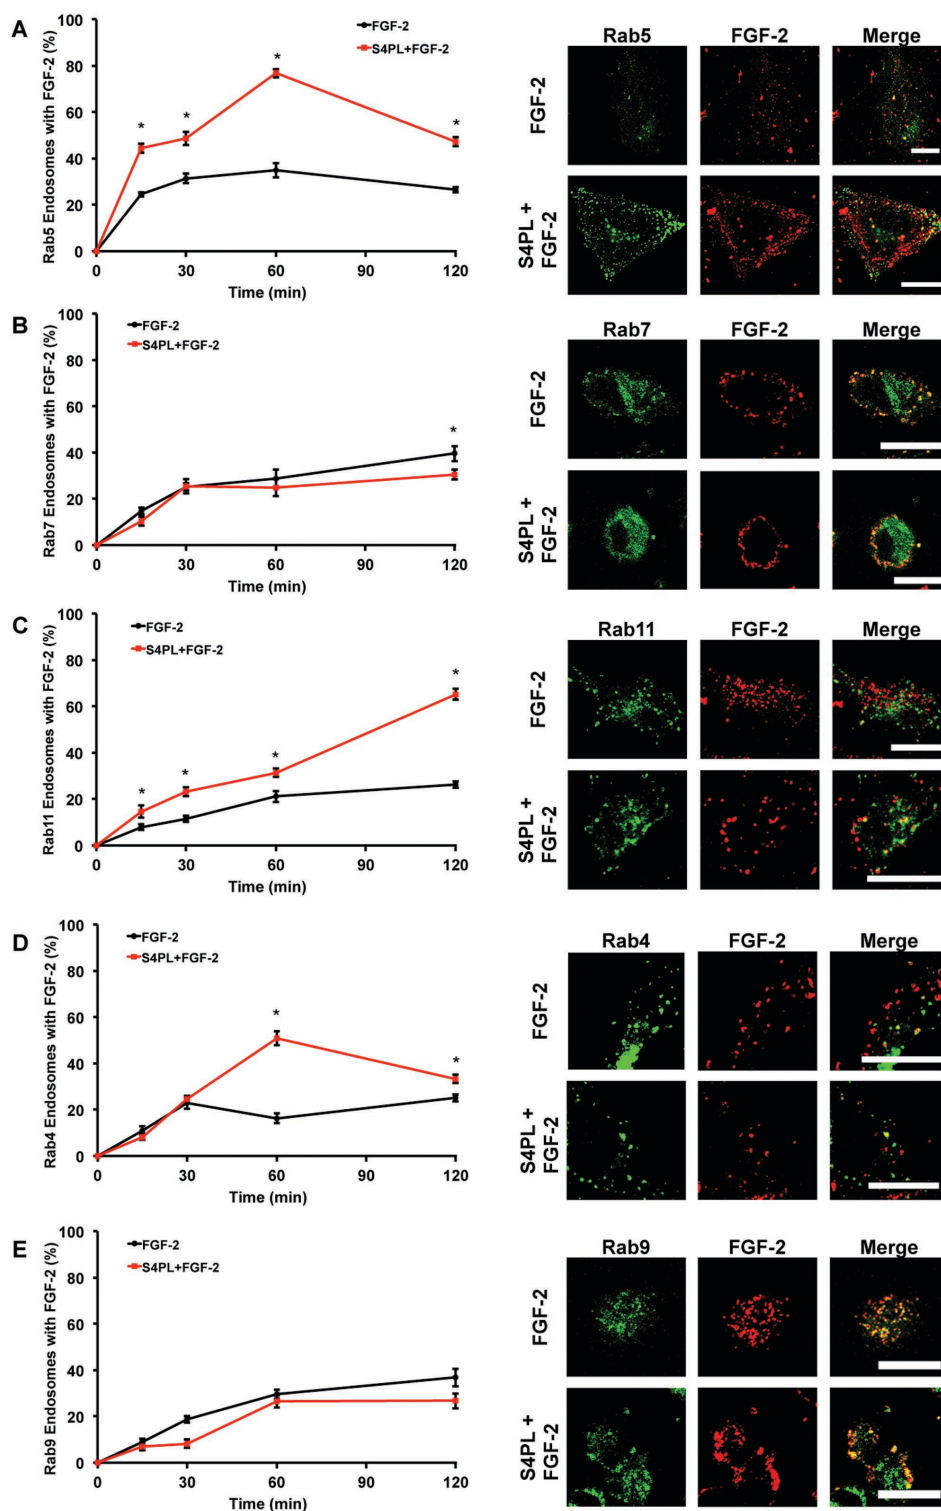 A
Rab5 Endosomes with FGF-2 (%)
100
80
60
40
20
0
FGF-2
S4PL+FGF-2
*
*
*
*
0 30 60 90 120
Time (min)
Rab5 FGF-2 Merge
FGF-2
S4PL +
FGF-2
B
Rab7 Endosomes with FGF-2 (%)
100
80
60
40
20
0
FGF-2
S4PL+FGF-2
*
0 30 60 90 120
Time (min)
Rab7 FGF-2 Merge
FGF-2
S4PL +
FGF-2
C
Rab11 Endosomes with FGF-2 (%)
100
80
60
40
20
0
FGF-2
S4PL+FGF-2
*
*
*
*
0 30 60 90 120
Time (min)
Rab11 FGF-2 Merge
FGF-2
S4PL +
FGF-2
D
Rab4 Endosomes with FGF-2 (%)
100
80
60
40
20
0
FGF-2
S4PL+FGF-2
*
*
0 30 60 90 120
Time (min)
Rab4 FGF-2 Merge
FGF-2
S4PL +
FGF-2
E
Rab9 Endosomes with FGF-2 (%)
100
80
60
40
20
0
FGF-2
S4PL+FGF-2
0 30 60 90 120
Time (min)
Rab9 FGF-2 Merge
FGF-2
S4PL +
FGF-2